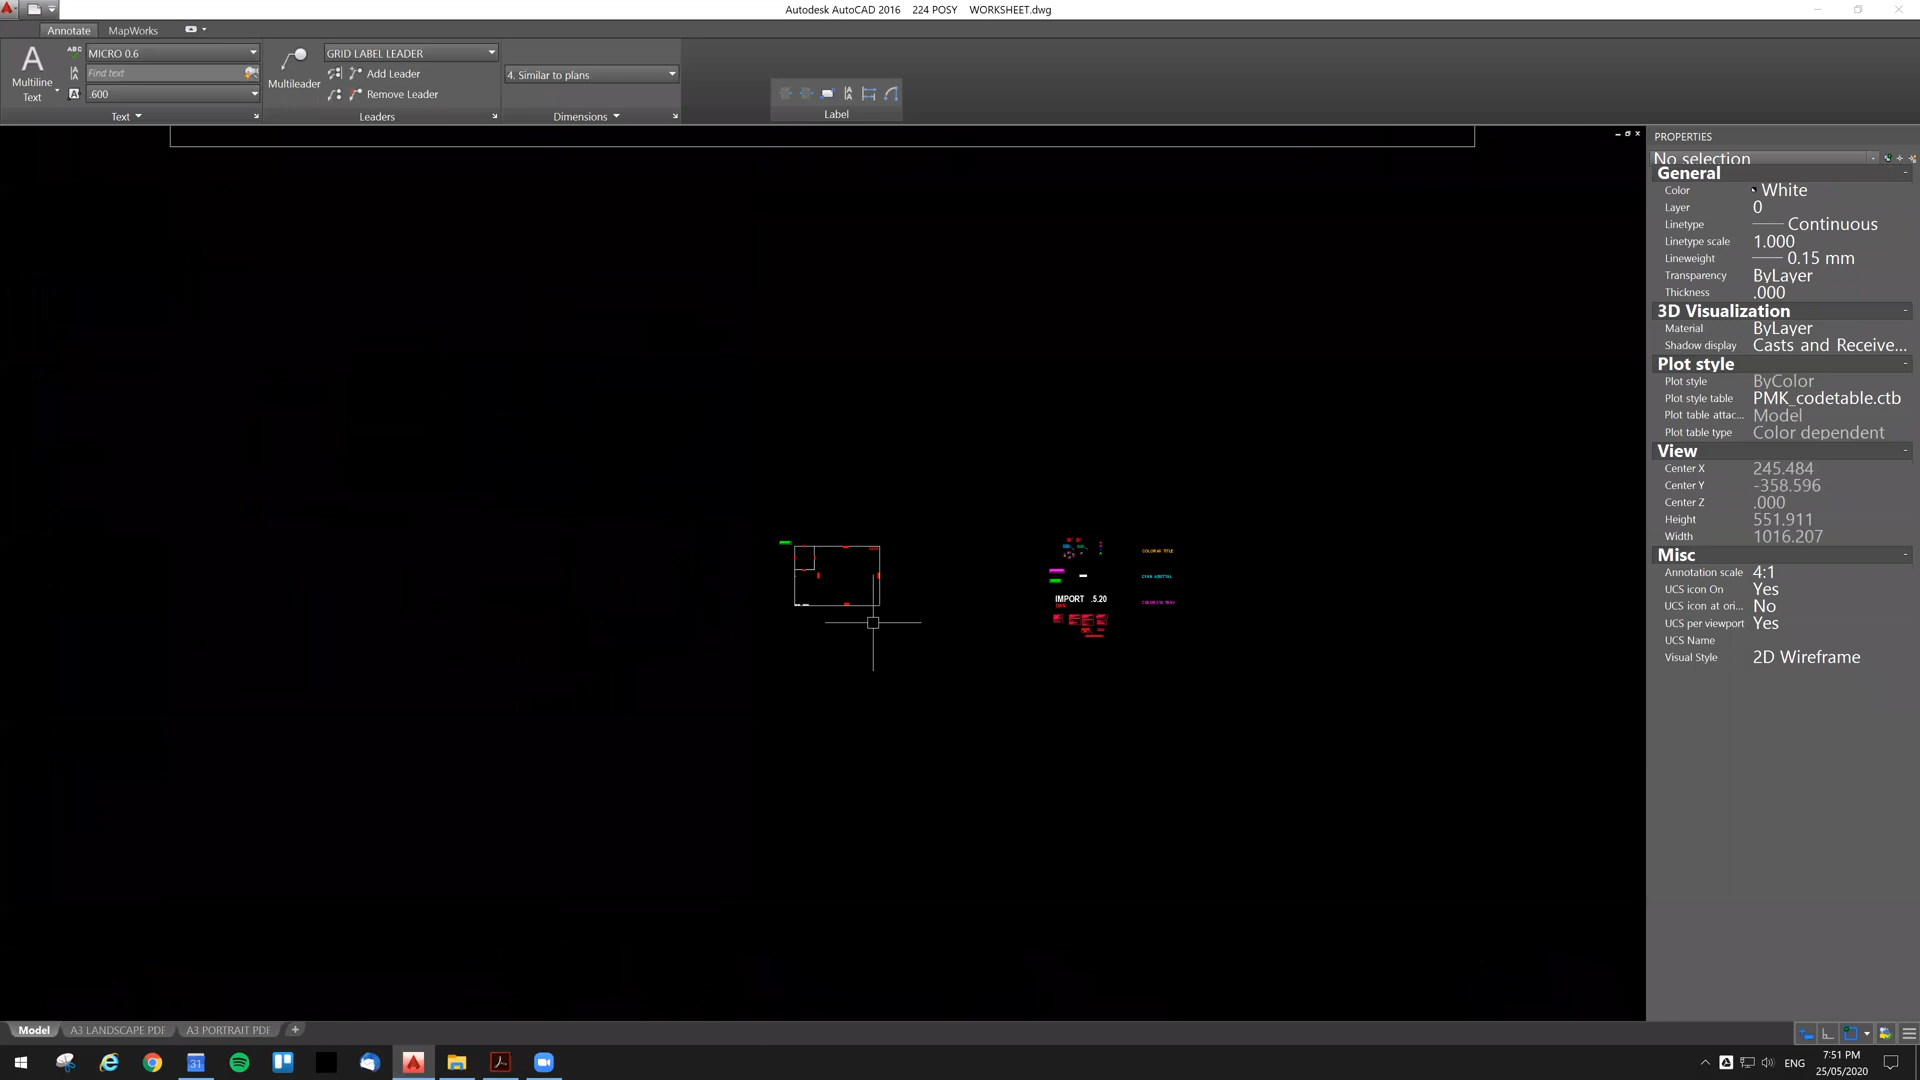 Autodesk AutoCAD 2016 224 POSY WORKSHEET.dwg
Annotate MapWorks
A Multiline Text
ABC MICRO 0.6
Find text
.600
Text
Multileader
GRID LABEL LEADER
Add Leader
Remove Leader
Leaders
4. Similar to plans
Dimensions
Label
PROPERTIES
No selection
General
Color White
Layer 0
Linetype Continuous
Linetype scale 1.000
Lineweight 0.15 mm
Transparency ByLayer
Thickness .000
3D Visualization
Material ByLayer
Shadow display Casts and Receive...
Plot style
Plot style ByColor
Plot style table PMK_codetable.ctb
Plot table attac... Model
Plot table type Color dependent
View
Center X 245.484
Center Y -358.596
Center Z .000
Height 551.911
Width 1016.207
Misc
Annotation scale 4:1
UCS icon On Yes
UCS icon at ori... No
UCS per viewport Yes
UCS Name
Visual Style 2D Wireframe
IMPORT .5.20
Model A3 LANDSCAPE PDF A3 PORTRAIT PDF +
31
ENG
7:51 PM
25/05/2020